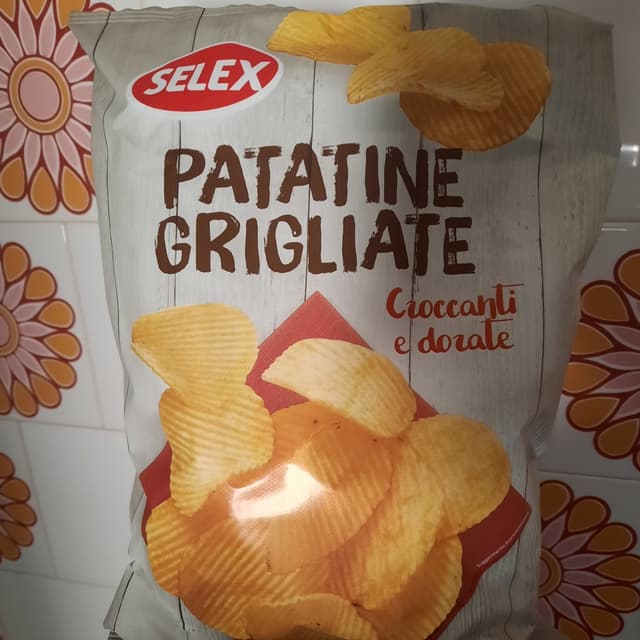 SELEX
PATATINE
GRIGLIATE
Croccanti
e dorate